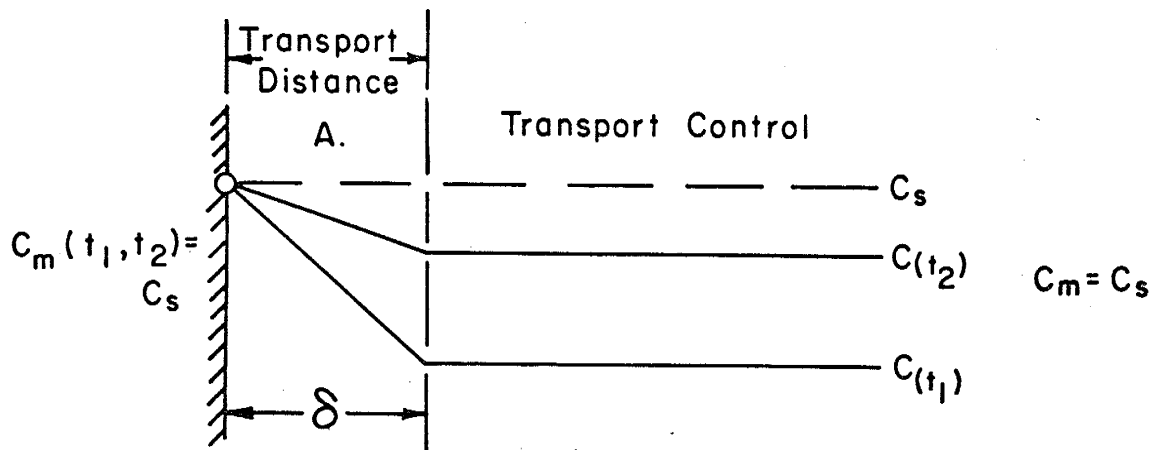 Transport
Distance
A.
Transport Control
Cs
Cm(t1,t2)=
Cs
C(t2)
Cm=Cs
C(t1)
δ